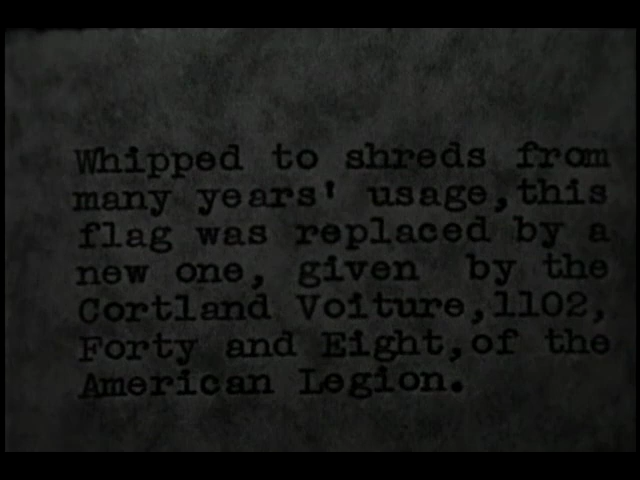 Whipped to shreds from
many years' usage,this
flag was replaced by a
new one, given  by the
Cortland Voiture,1102,
Forty and Eight,of the
American Legion.